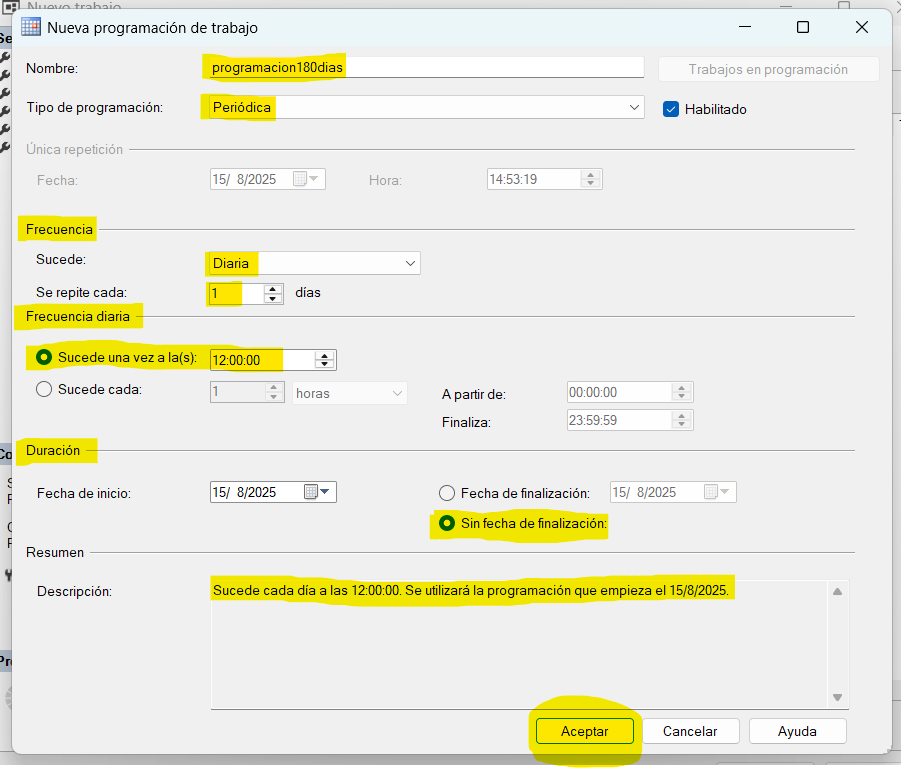 Nuevo trabajo
Nueva programación de trabajo
Nombre: programacion180dias Trabajos en programación
Tipo de programación: Periódica Habilitado
Única repetición
Fecha: 15/ 8/2025 Hora: 14:53:19
Frecuencia
Sucede: Diaria
Se repite cada: 1 días
Frecuencia diaria
Sucede una vez a la(s): 12:00:00
Sucede cada: 1 horas A partir de: 00:00:00
Finaliza: 23:59:59
Duración
Fecha de inicio: 15/ 8/2025 Fecha de finalización: 15/ 8/2025
Sin fecha de finalización:
Resumen
Descripción: Sucede cada día a las 12:00:00. Se utilizará la programación que empieza el 15/8/2025.
Aceptar Cancelar Ayuda